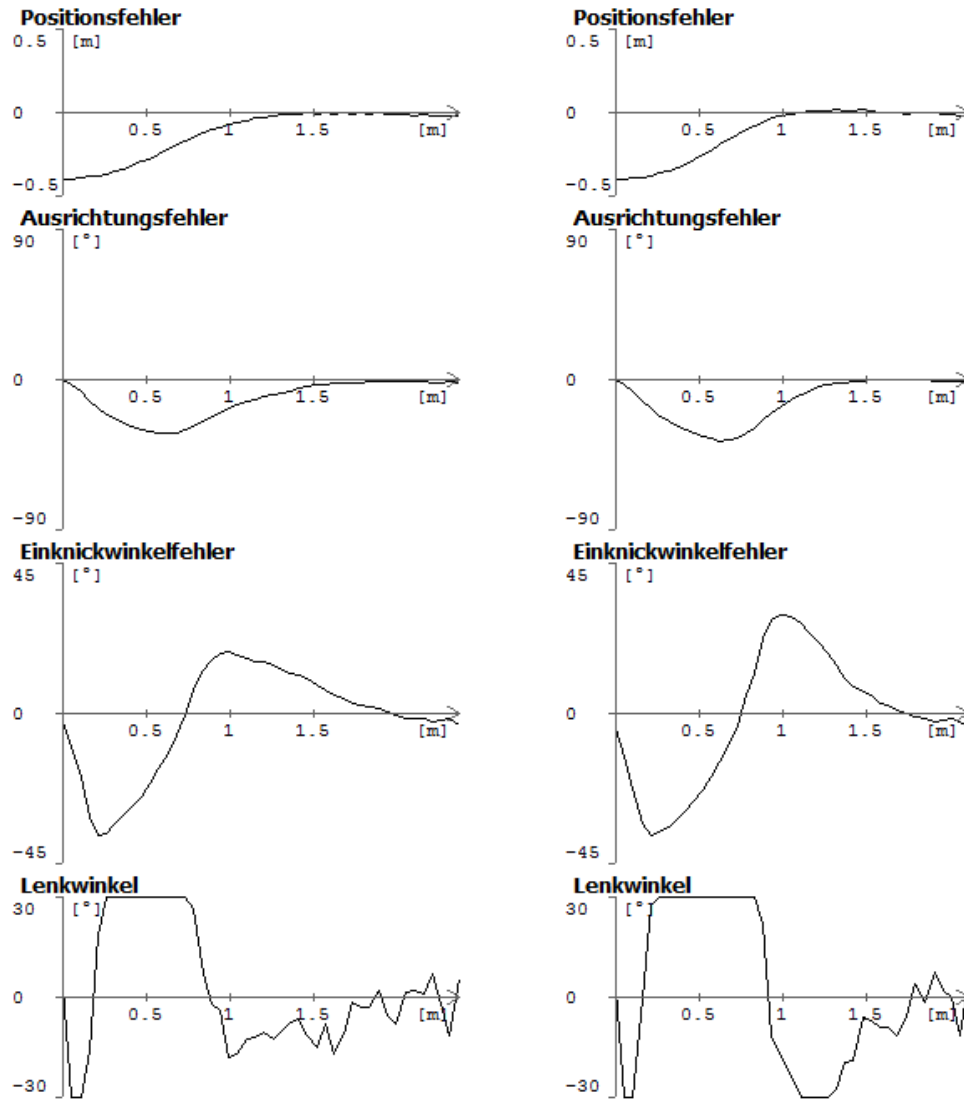 Positionsfehler Positionsfehler
0.5 [m] 0.5 [m]
0 0
0.5 1 1.5 [m] 0.5 1 1.5 [m]
-0.5 -0.5
Ausrichtungsfehler Ausrichtungsfehler
90 [°] 90 [°]
0 0
0.5 1 1.5 [m] 0.5 1 1.5 [m]
-90 -90
Einknickwinkelfehler Einknickwinkelfehler
45 [°] 45 [°]
0 0
0.5 1 1.5 [m] 0.5 1 1.5 [m]
-45 -45
Lenkwinkel Lenkwinkel
30 [°] 30 [°]
0 0
0.5 1 1.5 [m] 0.5 1 1.5 [m]
-30 -30